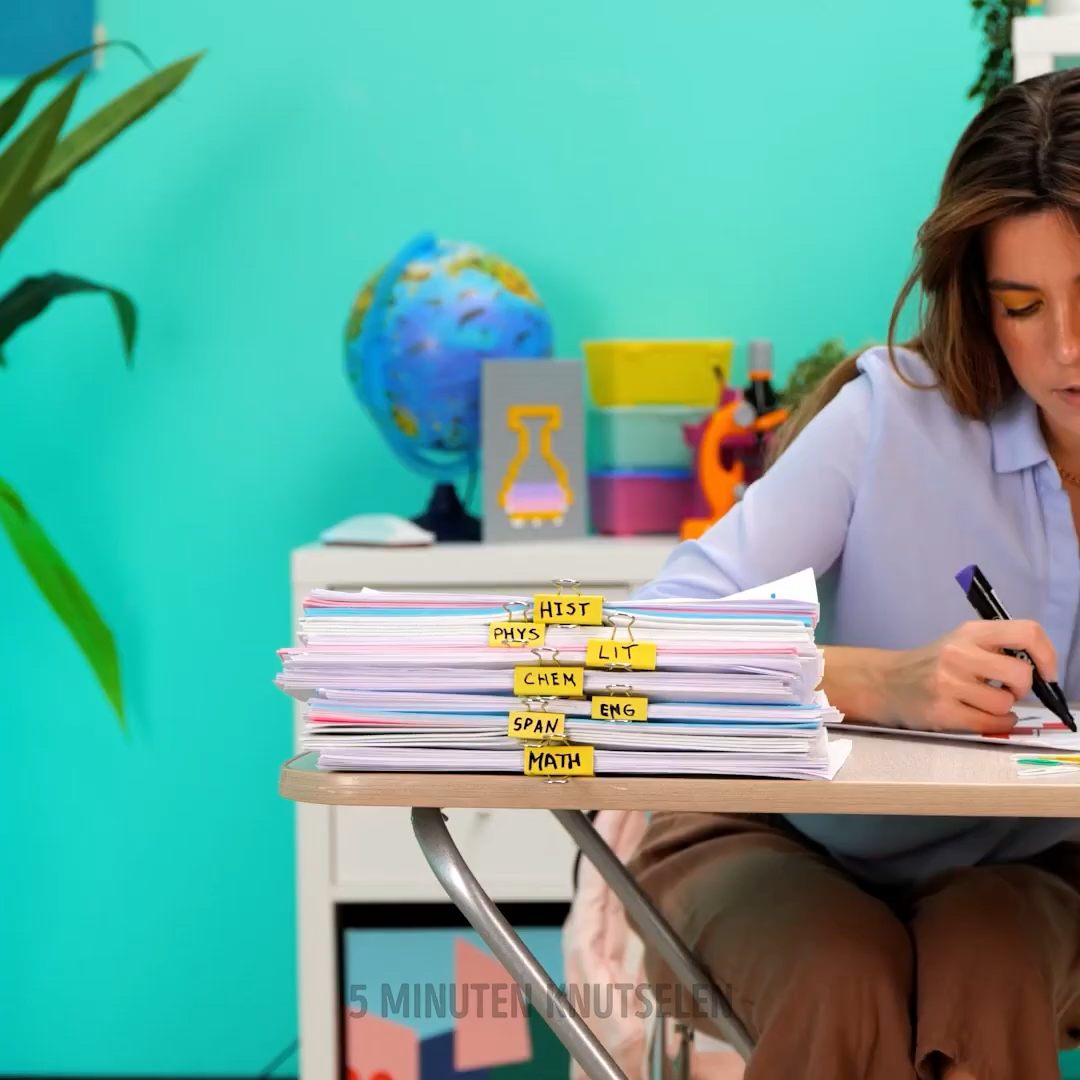 HIST
PHYS
LIT
CHEM
ENG
SPAN
MATH
5 MINUTEN KNUTSELEN